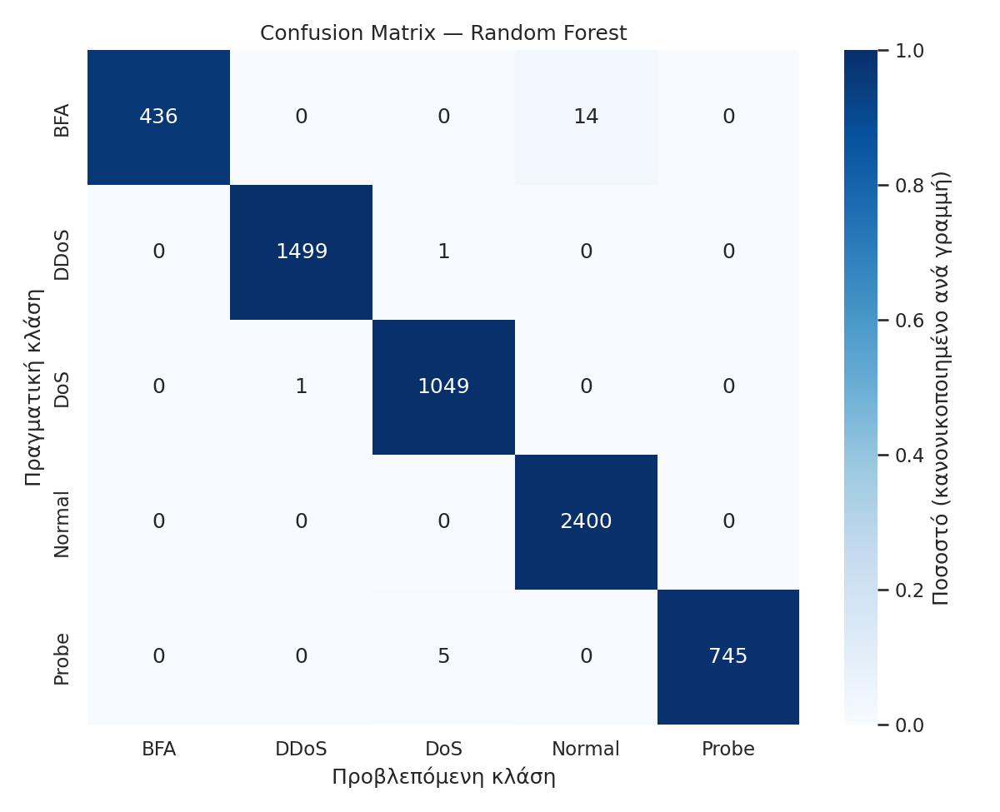 Confusion Matrix — Random Forest
Πραγματική κλάση
BFA
436 0 0 14 0
DDoS
0 1499 1 0 0
DoS
0 1 1049 0 0
Normal
0 0 0 2400 0
Probe
0 0 5 0 745
BFA DDoS DoS Normal Probe
Προβλεπόμενη κλάση
1.0
0.8
0.6
0.4
0.2
0.0
Ποσοστό (κανονικοποιημένο ανά γραμμή)